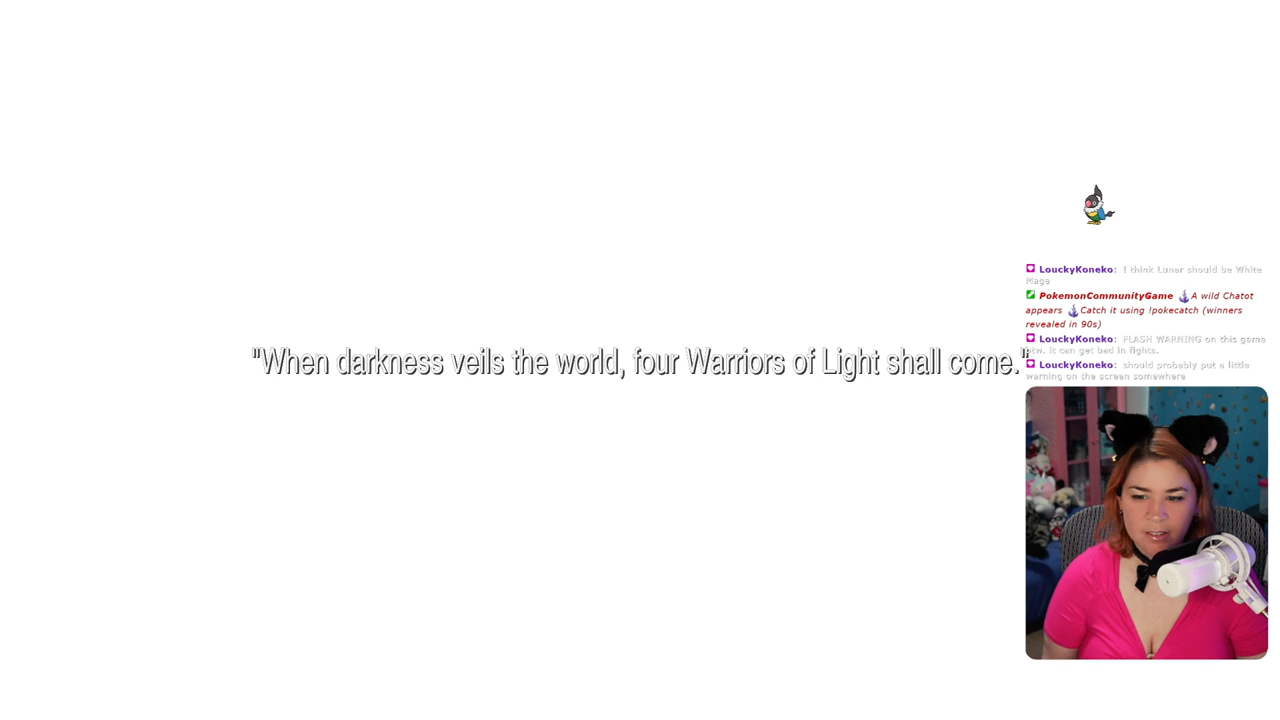 LouckyKoneko: I think Lunar should be White
Mage
PokemonCommunityGame A wild Chatot
appears Catch it using !pokecatch (winners
revealed in 90s)
LouckyKoneko: FLASH WARNING on this game
btw. it can get bad in fights.
LouckyKoneko: should probably put a little
warning on the screen somewhere
"When darkness veils the world, four Warriors of Light shall come."